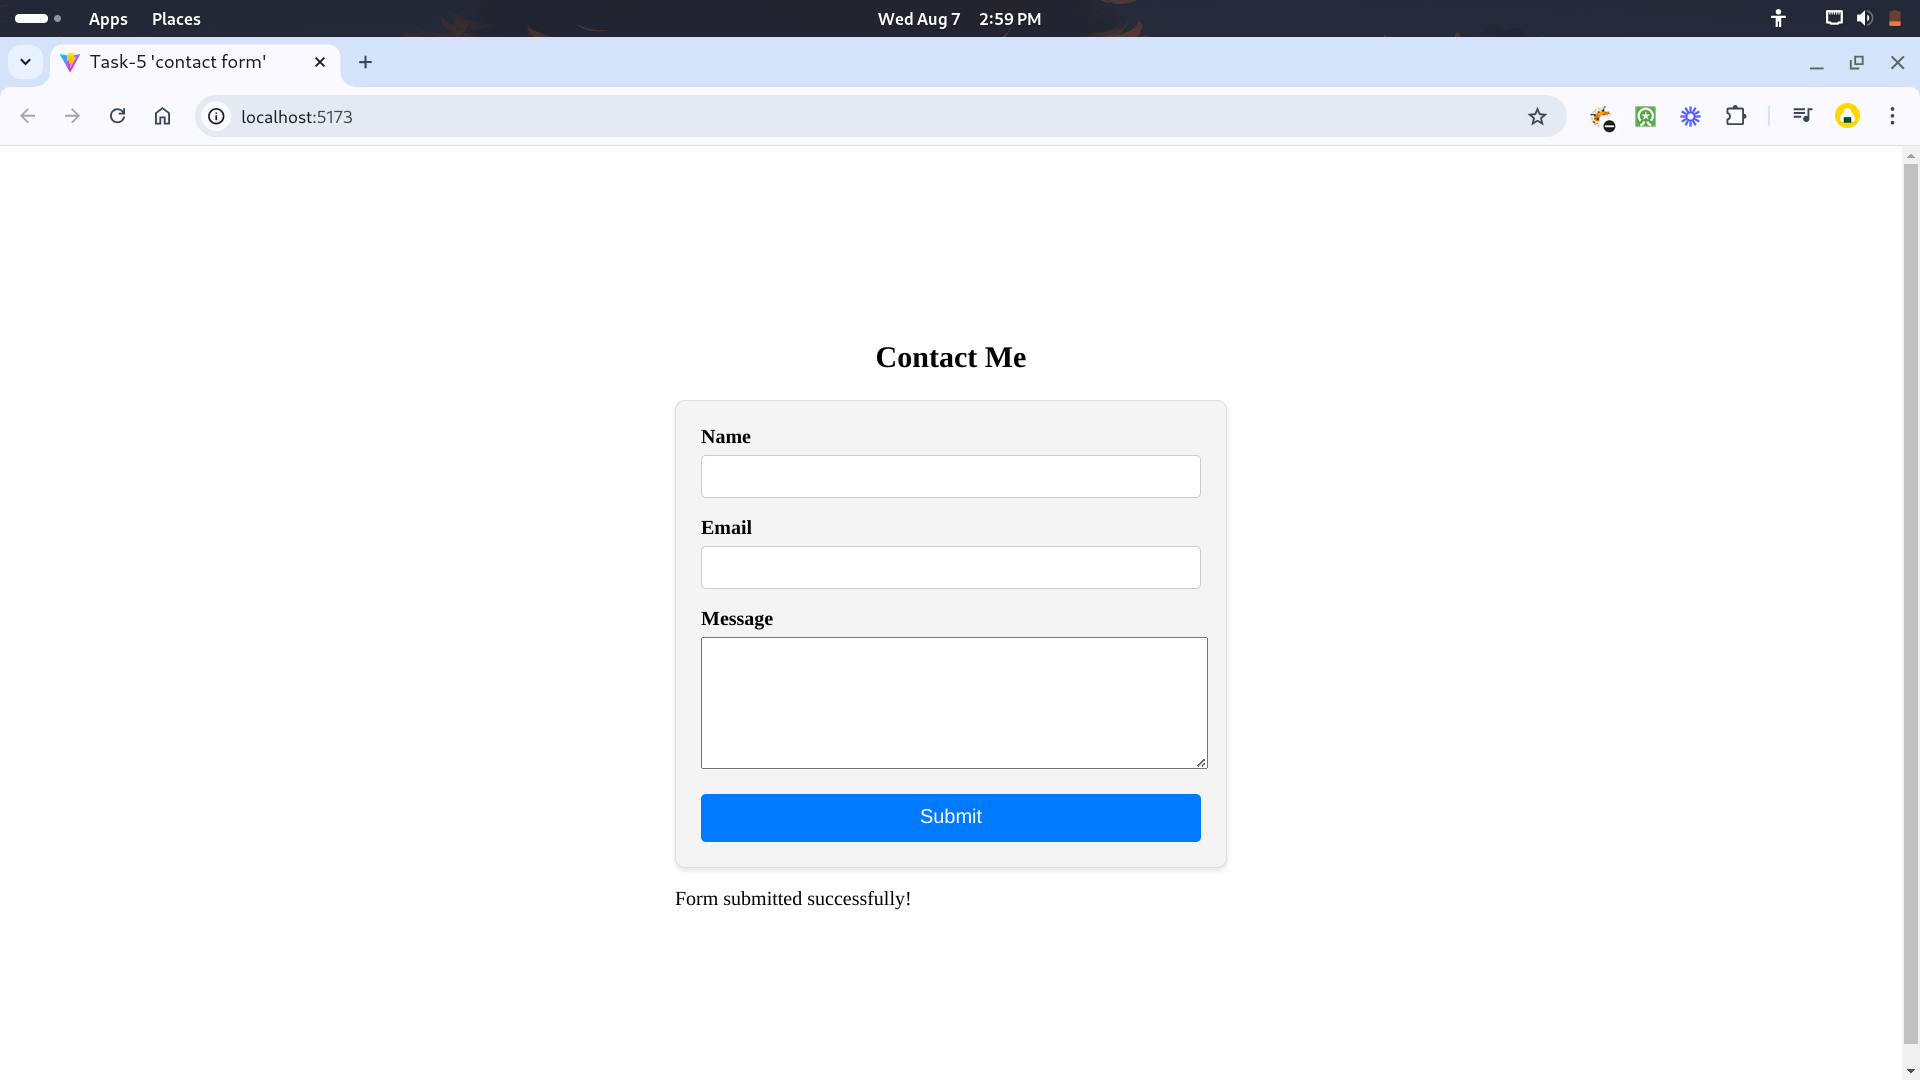 Apps Places Wed Aug 7 2:59 PM
Task-5 'contact form'
localhost:5173
Contact Me
Name
Email
Message
Submit
Form submitted successfully!